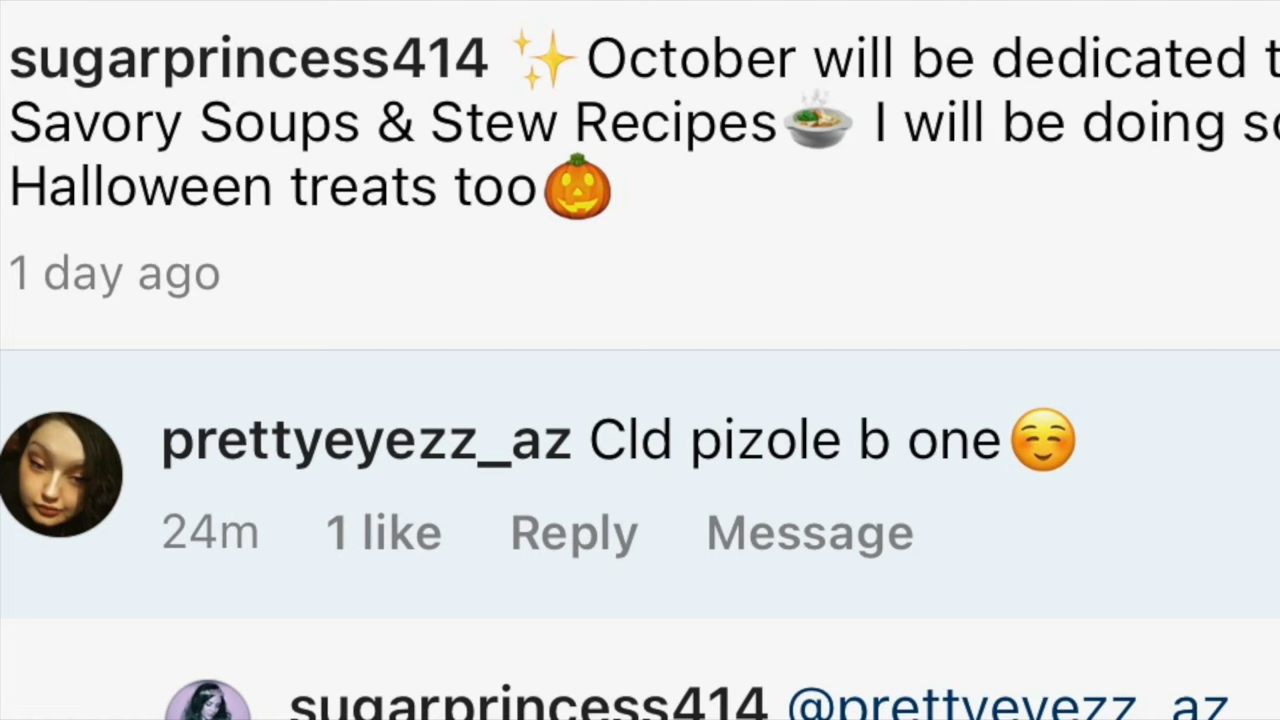 sugarprincess414 ✨October will be dedicated
Savory Soups & Stew Recipes🍲 I will be doing
Halloween treats too🎃
1 day ago
prettyeyezz_az Cld pizole b one☺️
24m 1 like Reply Message
sugarprincess414 @prettyeyezz_az